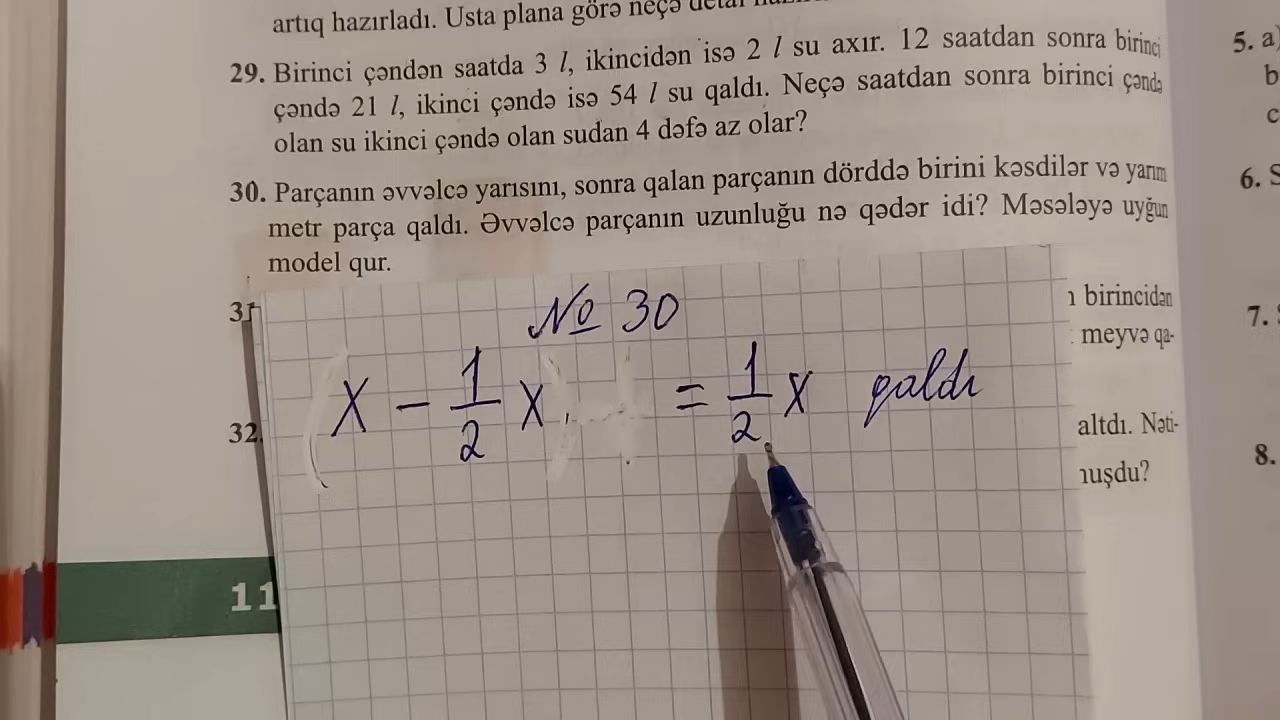 artıq hazırladı. Usta plana görə neçə detal
29. Birinci çəndən saatda 3 l, ikincidən isə 2 l su axır. 12 saatdan sonra birinci
çəndə 21 l, ikinci çəndə isə 54 l su qaldı. Neçə saatdan sonra birinci çəndə
olan su ikinci çəndə olan sudan 4 dəfə az olar?
30. Parçanın əvvəlcə yarısını, sonra qalan parçanın dörddə birini kəsdilər və yarım
metr parça qaldı. Əvvəlcə parçanın uzunluğu nə qədər idi? Məsələyə uyğun
model qur.
31
ı birincidən
meyvə qa-
32.
altdı. Nəti-
nuşdu?
11
№ 30
(x - 1/2 x) = 1/2 x qaldı
5. a)
b
c
6. S
7.
8.